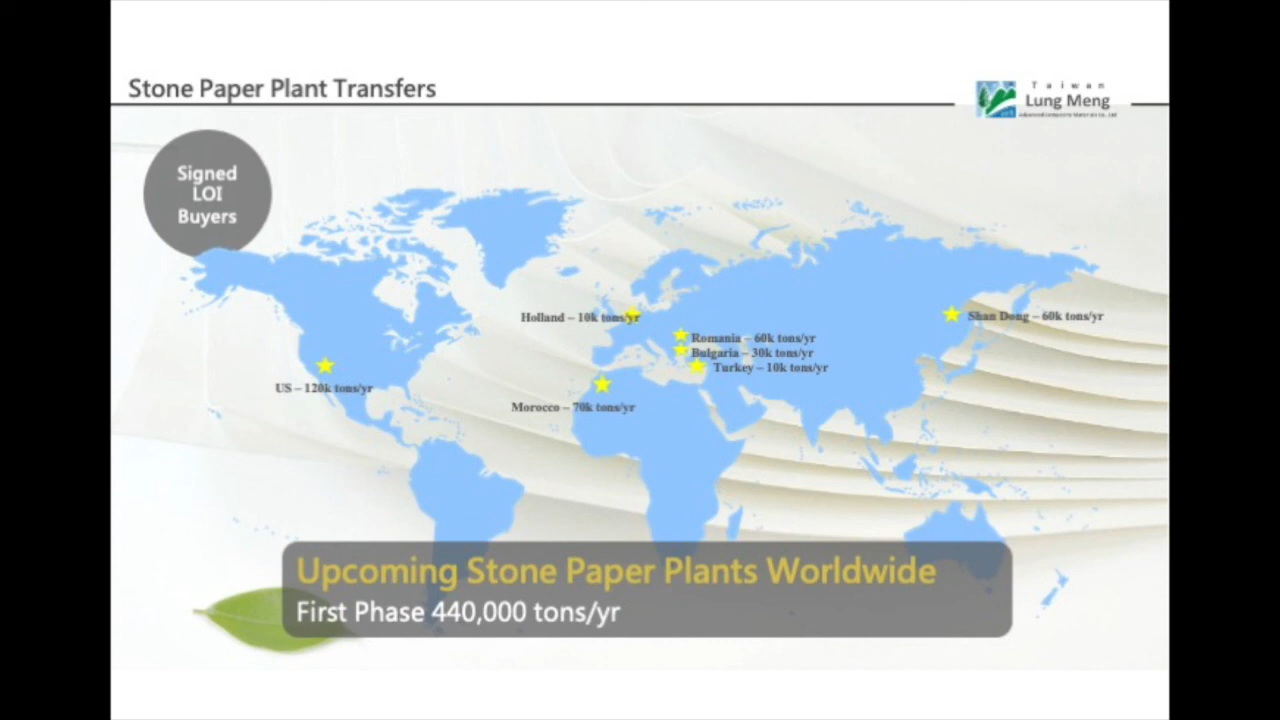 Stone Paper Plant Transfers
Taiwan
Lung Meng
Signed
LOI
Buyers
Holland – 10k tons/yr
Shan Dong – 60k tons/yr
Romania – 60k tons/yr
Bulgaria – 30k tons/yr
Turkey – 10k tons/yr
US – 120k tons/yr
Morocco – 70k tons/yr
Upcoming Stone Paper Plants Worldwide
First Phase 440,000 tons/yr